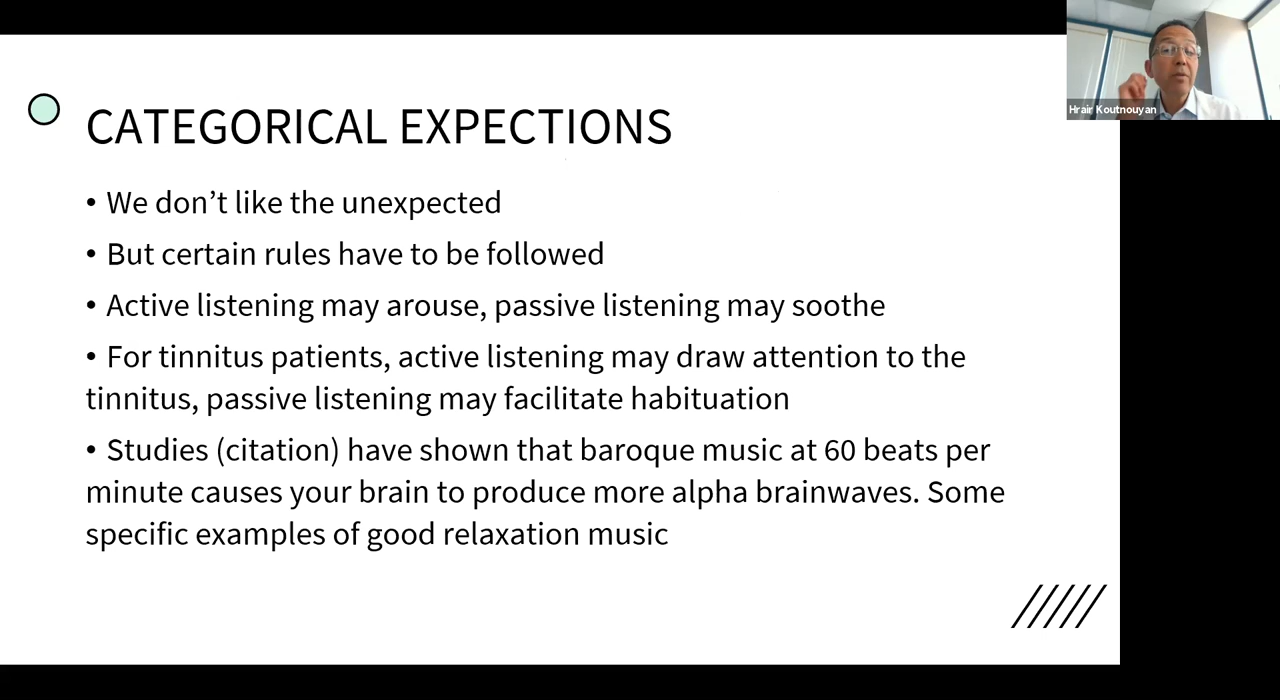 Hrair Koutnouyan
CATEGORICAL EXPECTIONS
• We don’t like the unexpected
• But certain rules have to be followed
• Active listening may arouse, passive listening may soothe
• For tinnitus patients, active listening may draw attention to the
tinnitus, passive listening may facilitate habituation
• Studies (citation) have shown that baroque music at 60 beats per
minute causes your brain to produce more alpha brainwaves. Some
specific examples of good relaxation music